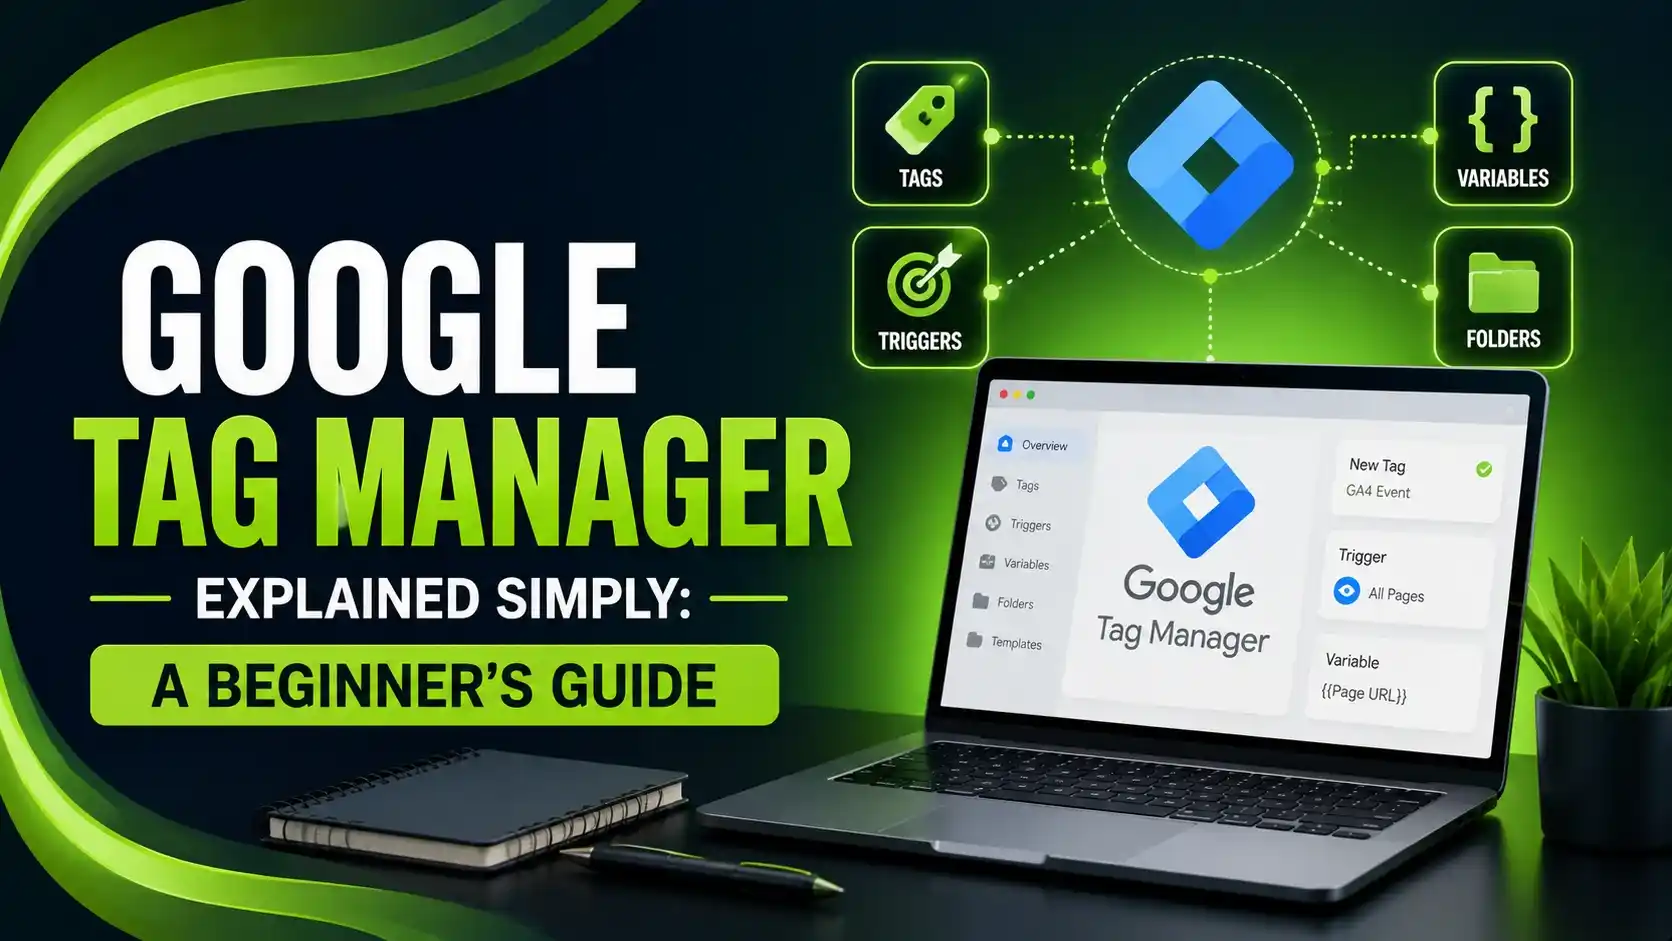 GOOGLE
TAG MANAGER
EXPLAINED SIMPLY:
A BEGINNER'S GUIDE
TAGS
TRIGGERS
VARIABLES
FOLDERS
Overview
Tags
Triggers
Variables
Folders
Templates
Google
Tag Manager
New Tag
GA4 Event
Trigger
All Pages
Variable
{{Page URL}}